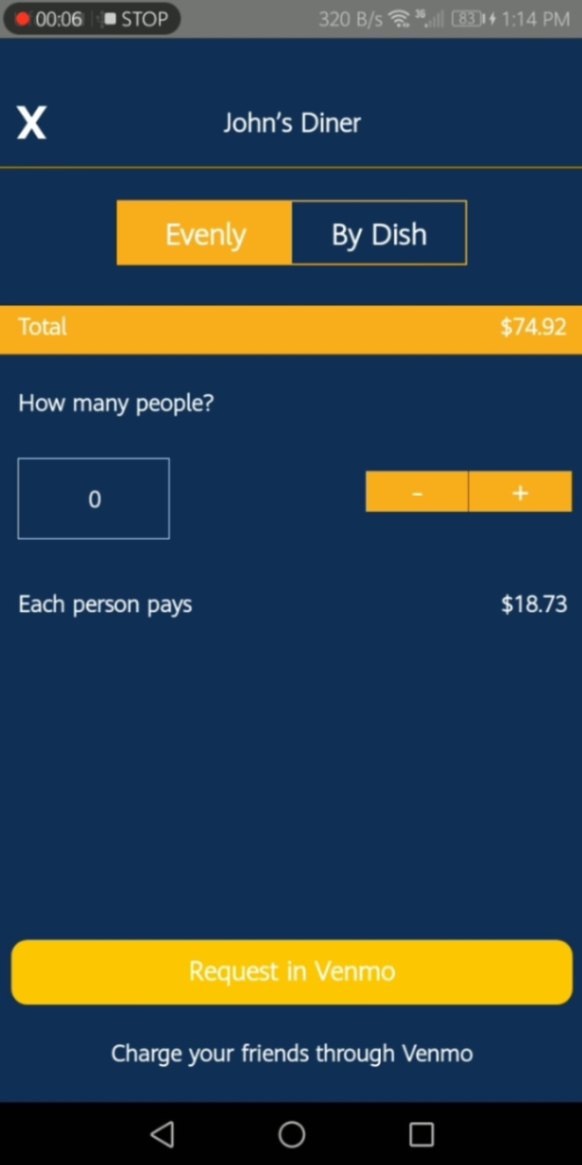 00:06 STOP 320 B/s 3G 83 1:14 PM
X John's Diner
Evenly By Dish
Total $74.92
How many people?
0 - +
Each person pays $18.73
Request in Venmo
Charge your friends through Venmo